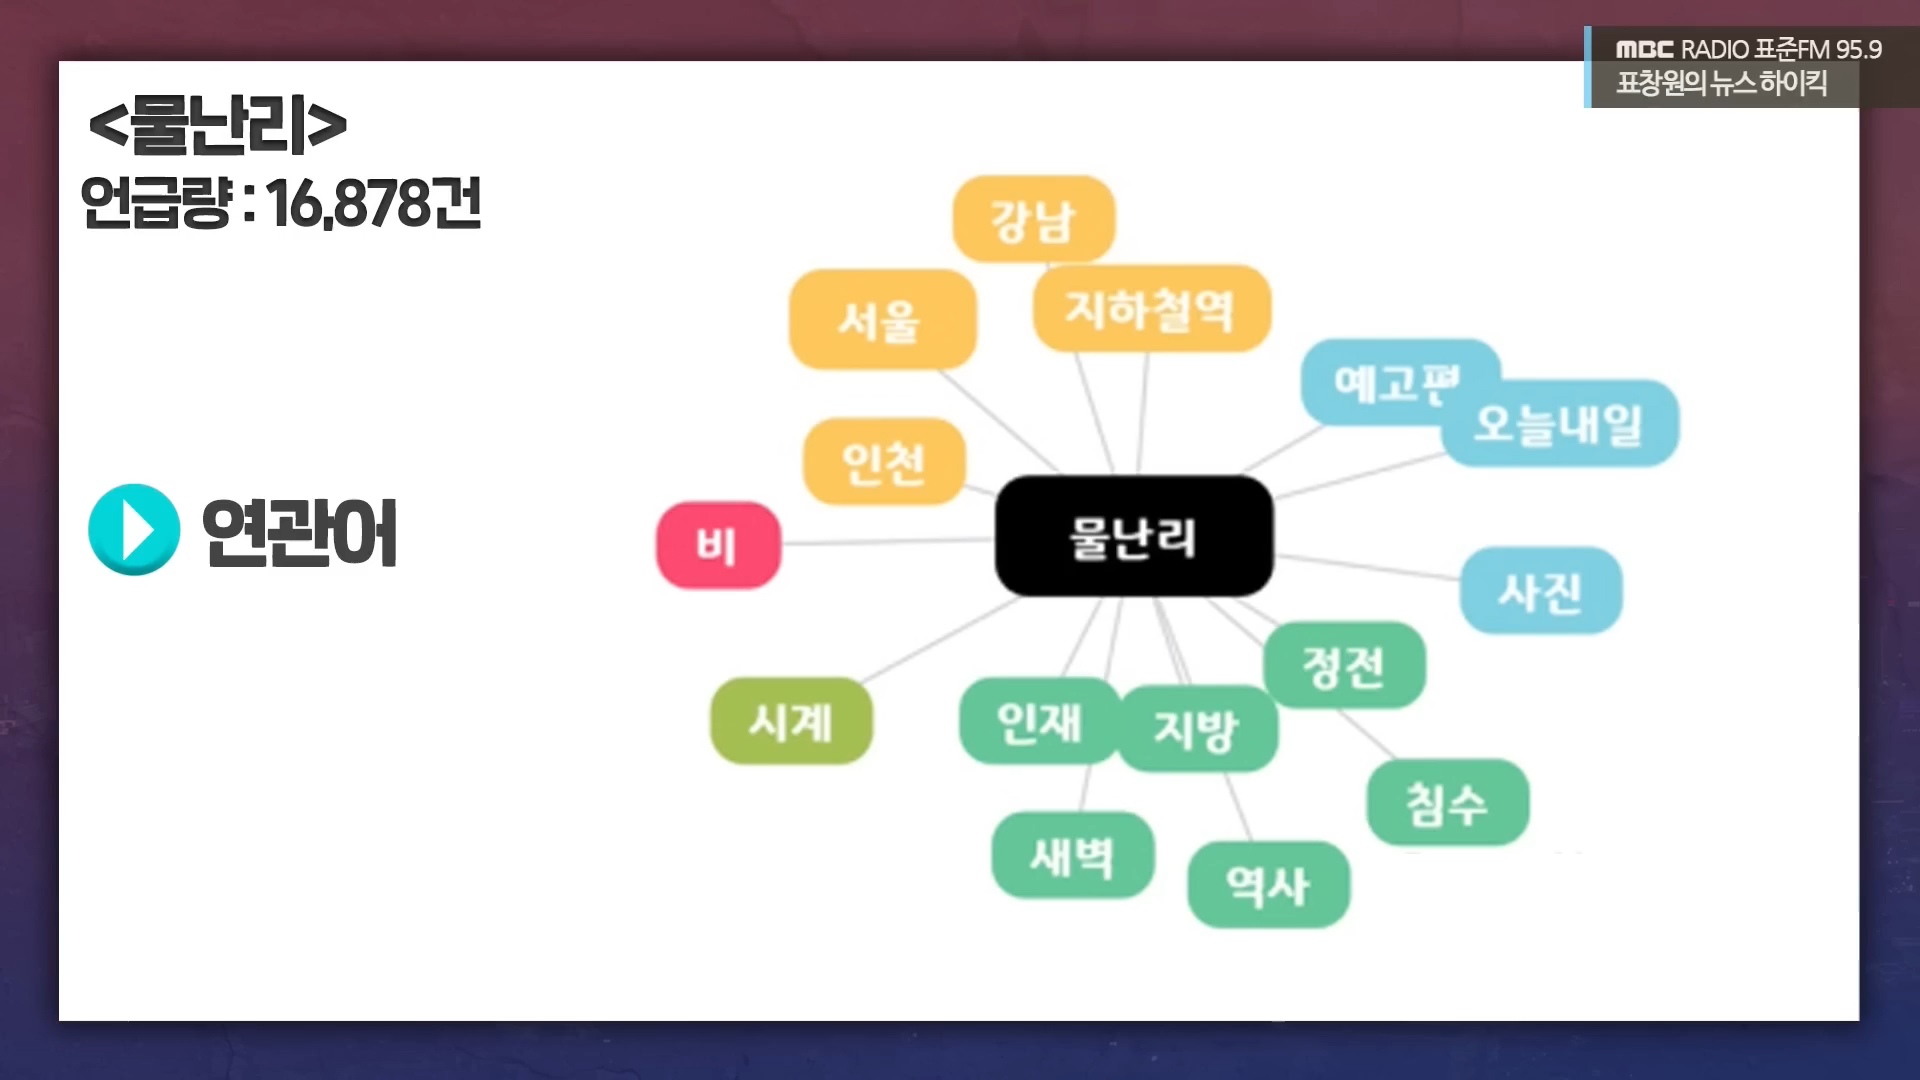 MBC RADIO 표준FM 95.9
표창원의 뉴스 하이킥
<물난리>
언급량 : 16,878건
연관어
강남
서울
지하철역
예고편
오늘내일
인천
비
물난리
사진
정전
시계
인재
지방
침수
새벽
역사